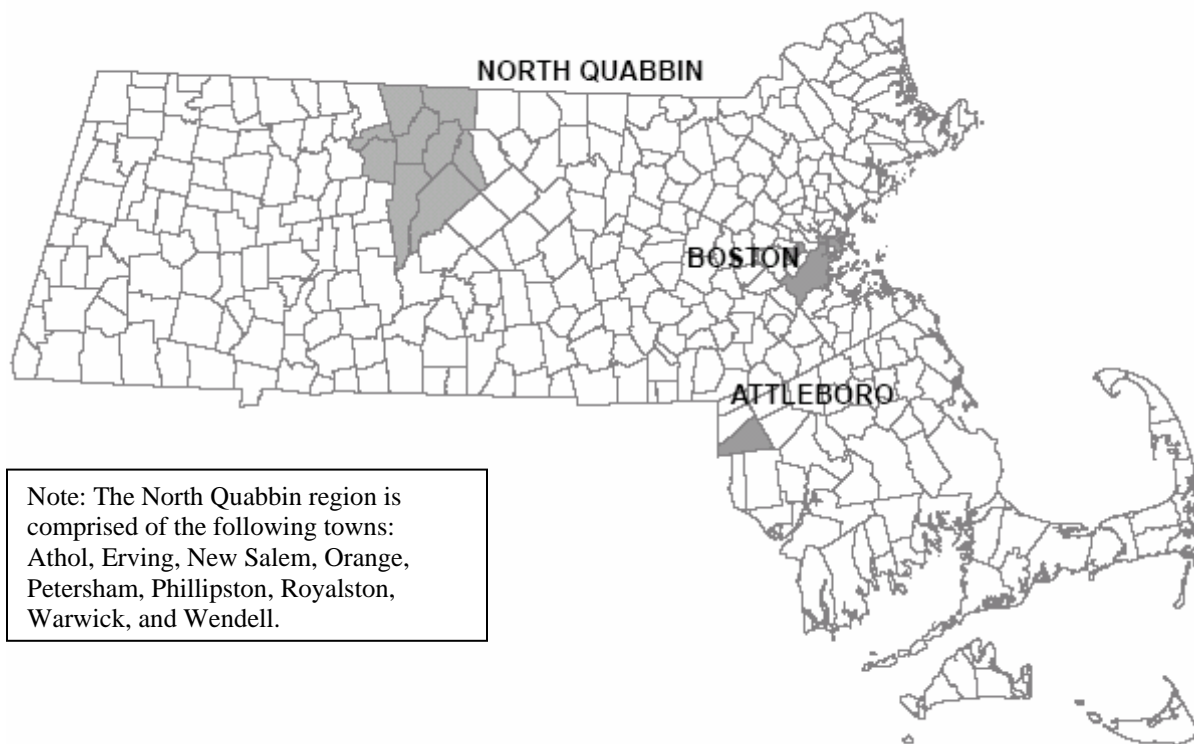 NORTH QUABBIN
BOSTON
ATTLEBORO
Note: The North Quabbin region is
comprised of the following towns:
Athol, Erving, New Salem, Orange,
Petersham, Phillipston, Royalston,
Warwick, and Wendell.